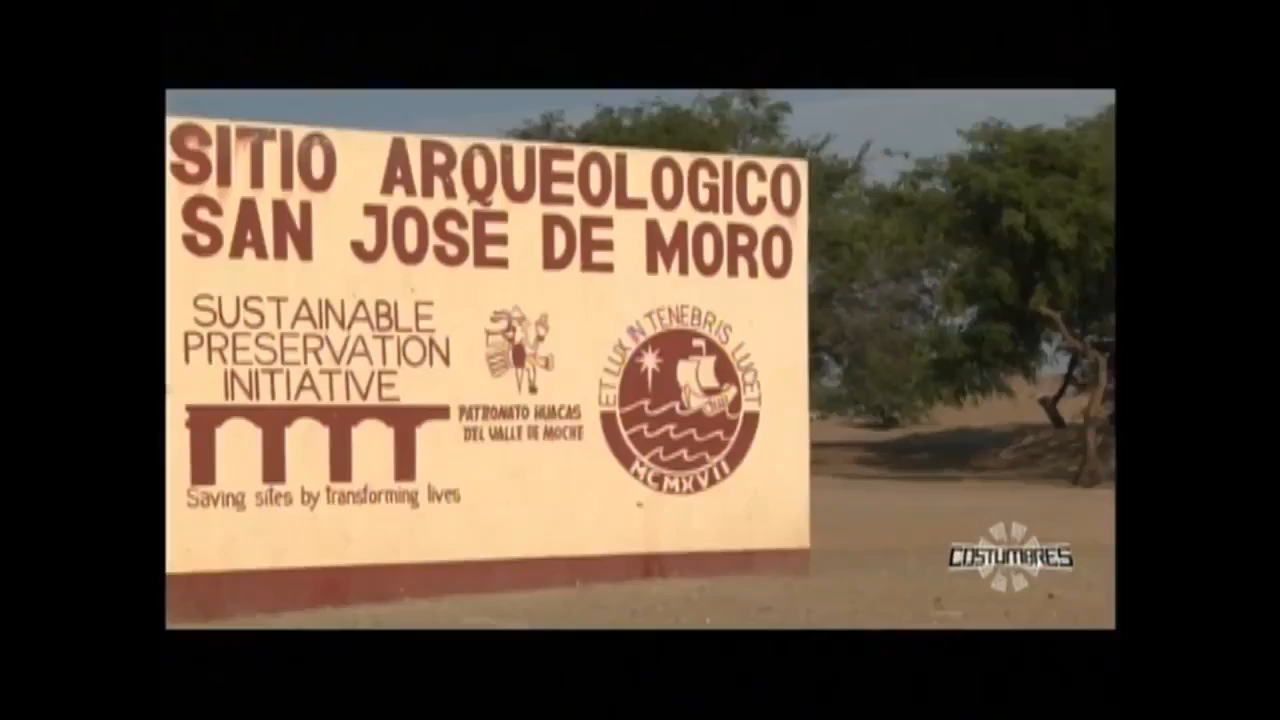 SITIO ARQUEOLOGICO
SAN JOSE DE MORO
SUSTAINABLE
PRESERVATION
INITIATIVE
Saving sites by transforming lives
PATRONATO HUACAS
DEL VALLE DE MOCHE
ET LUX IN TENEBRIS LUCET
MCMXVII
COSTUMBRES